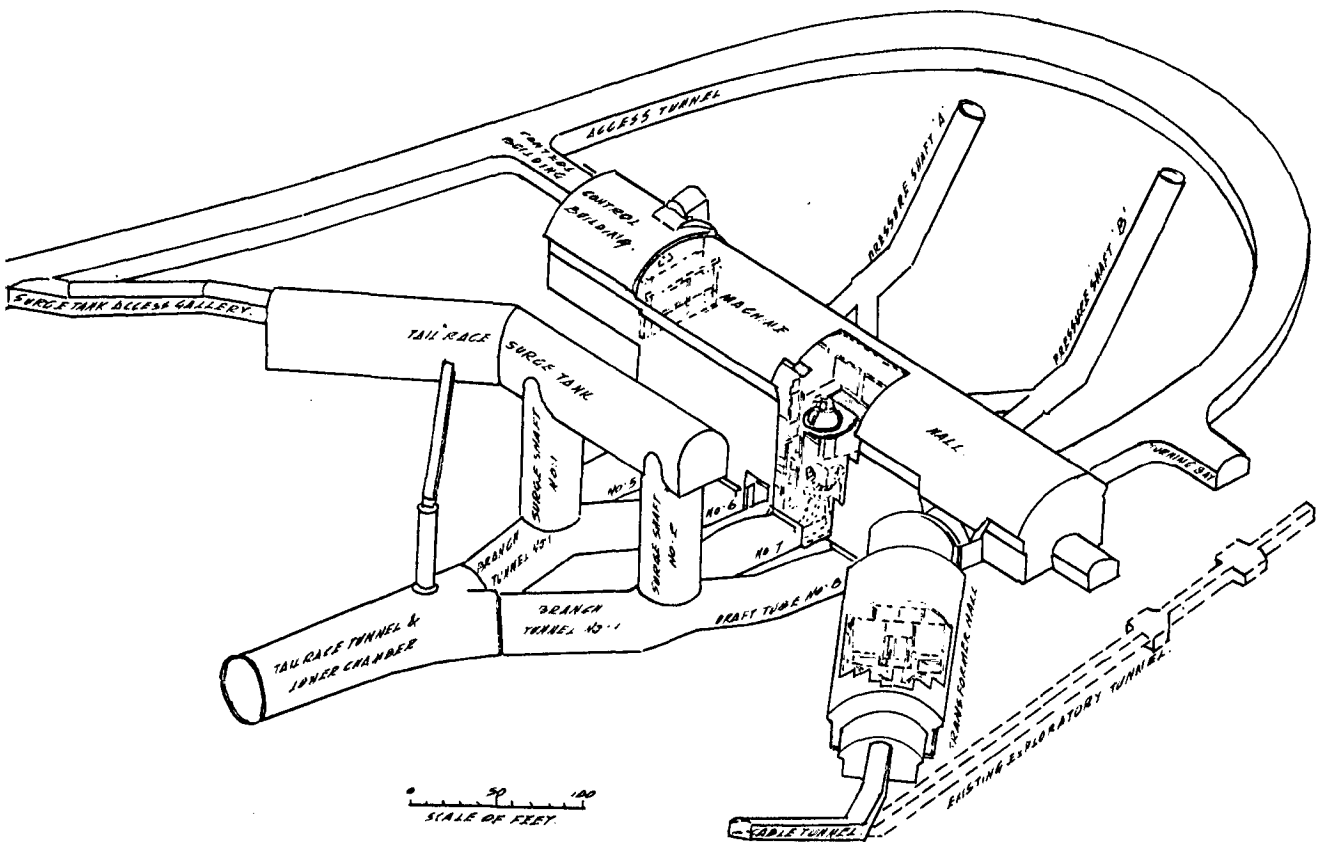 ACCESS TUNNEL
CONTROL
BUILDING
CONTROL
BUILDING.
PRESSURE SHAFT 'A'
PRESSURE SHAFT 'B'
SURGE TANK ACCESS GALLERY.
TAIL RACE
SURGE TANK
MACHINE
HALL.
TURNING BAY
SURGE SHAFT
NO:1
SURGE SHAFT
NO:2
NO:5
NO:6
NO.7
BRANCH
TUNNEL NO:1
BRANCH
TUNNEL NO:1
DRAFT TUBE NO:8
TAIL RACE TUNNEL &
LOWER CHAMBER
TRANSFORMER HALL
EXISTING EXPLORATORY TUNNEL.
CABLE TUNNEL
0 50 100
SCALE OF FEET.